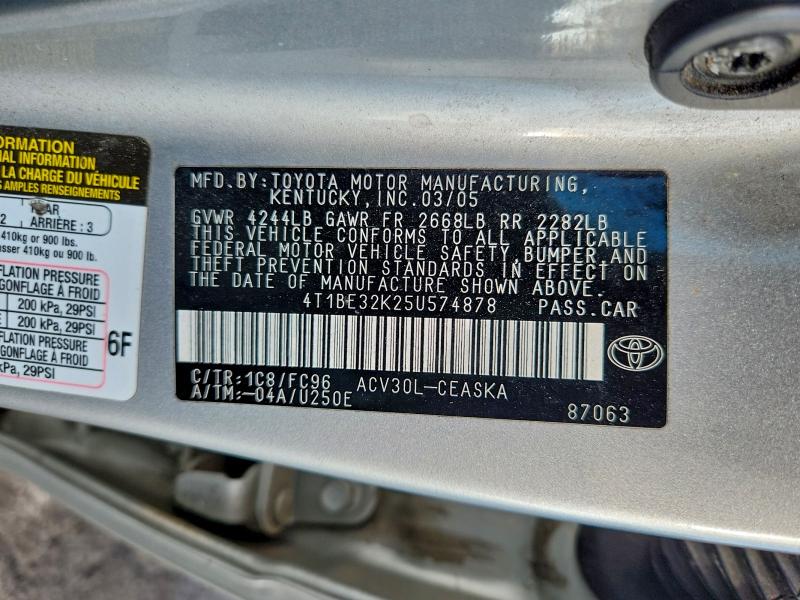 ORMATION
AL INFORMATION
LA CHARGE DU VÉHICULE
AMPLES RENSEIGNEMENTS
2
AR
ARRIÈRE : 3
410kg or 900 lbs.
410kg ou 900 lb.
FLATION PRESSURE
GONFLAGE À FROID
200 kPa, 29PSI
200 kPa, 29PSI
FLATION PRESSURE
GONFLAGE À FROID
kPa, 29PSI
6F
MFD.BY:TOYOTA MOTOR MANUFACTURING,
KENTUCKY, INC.03/05
GVWR 4244LB GAWR FR 2668LB RR 2282LB
THIS VEHICLE CONFORMS TO ALL APPLICABLE
FEDERAL MOTOR VEHICLE SAFETY,BUMPER,AND
THEFT PREVENTION STANDARDS IN EFFECT ON
THE DATE OF MANUFACTURE SHOWN ABOVE.
4T1BE32K25U574878 PASS.CAR
C/TR:1C8/FC96 ACV30L-CEASKA
A/TM:-04A/U250E
87063